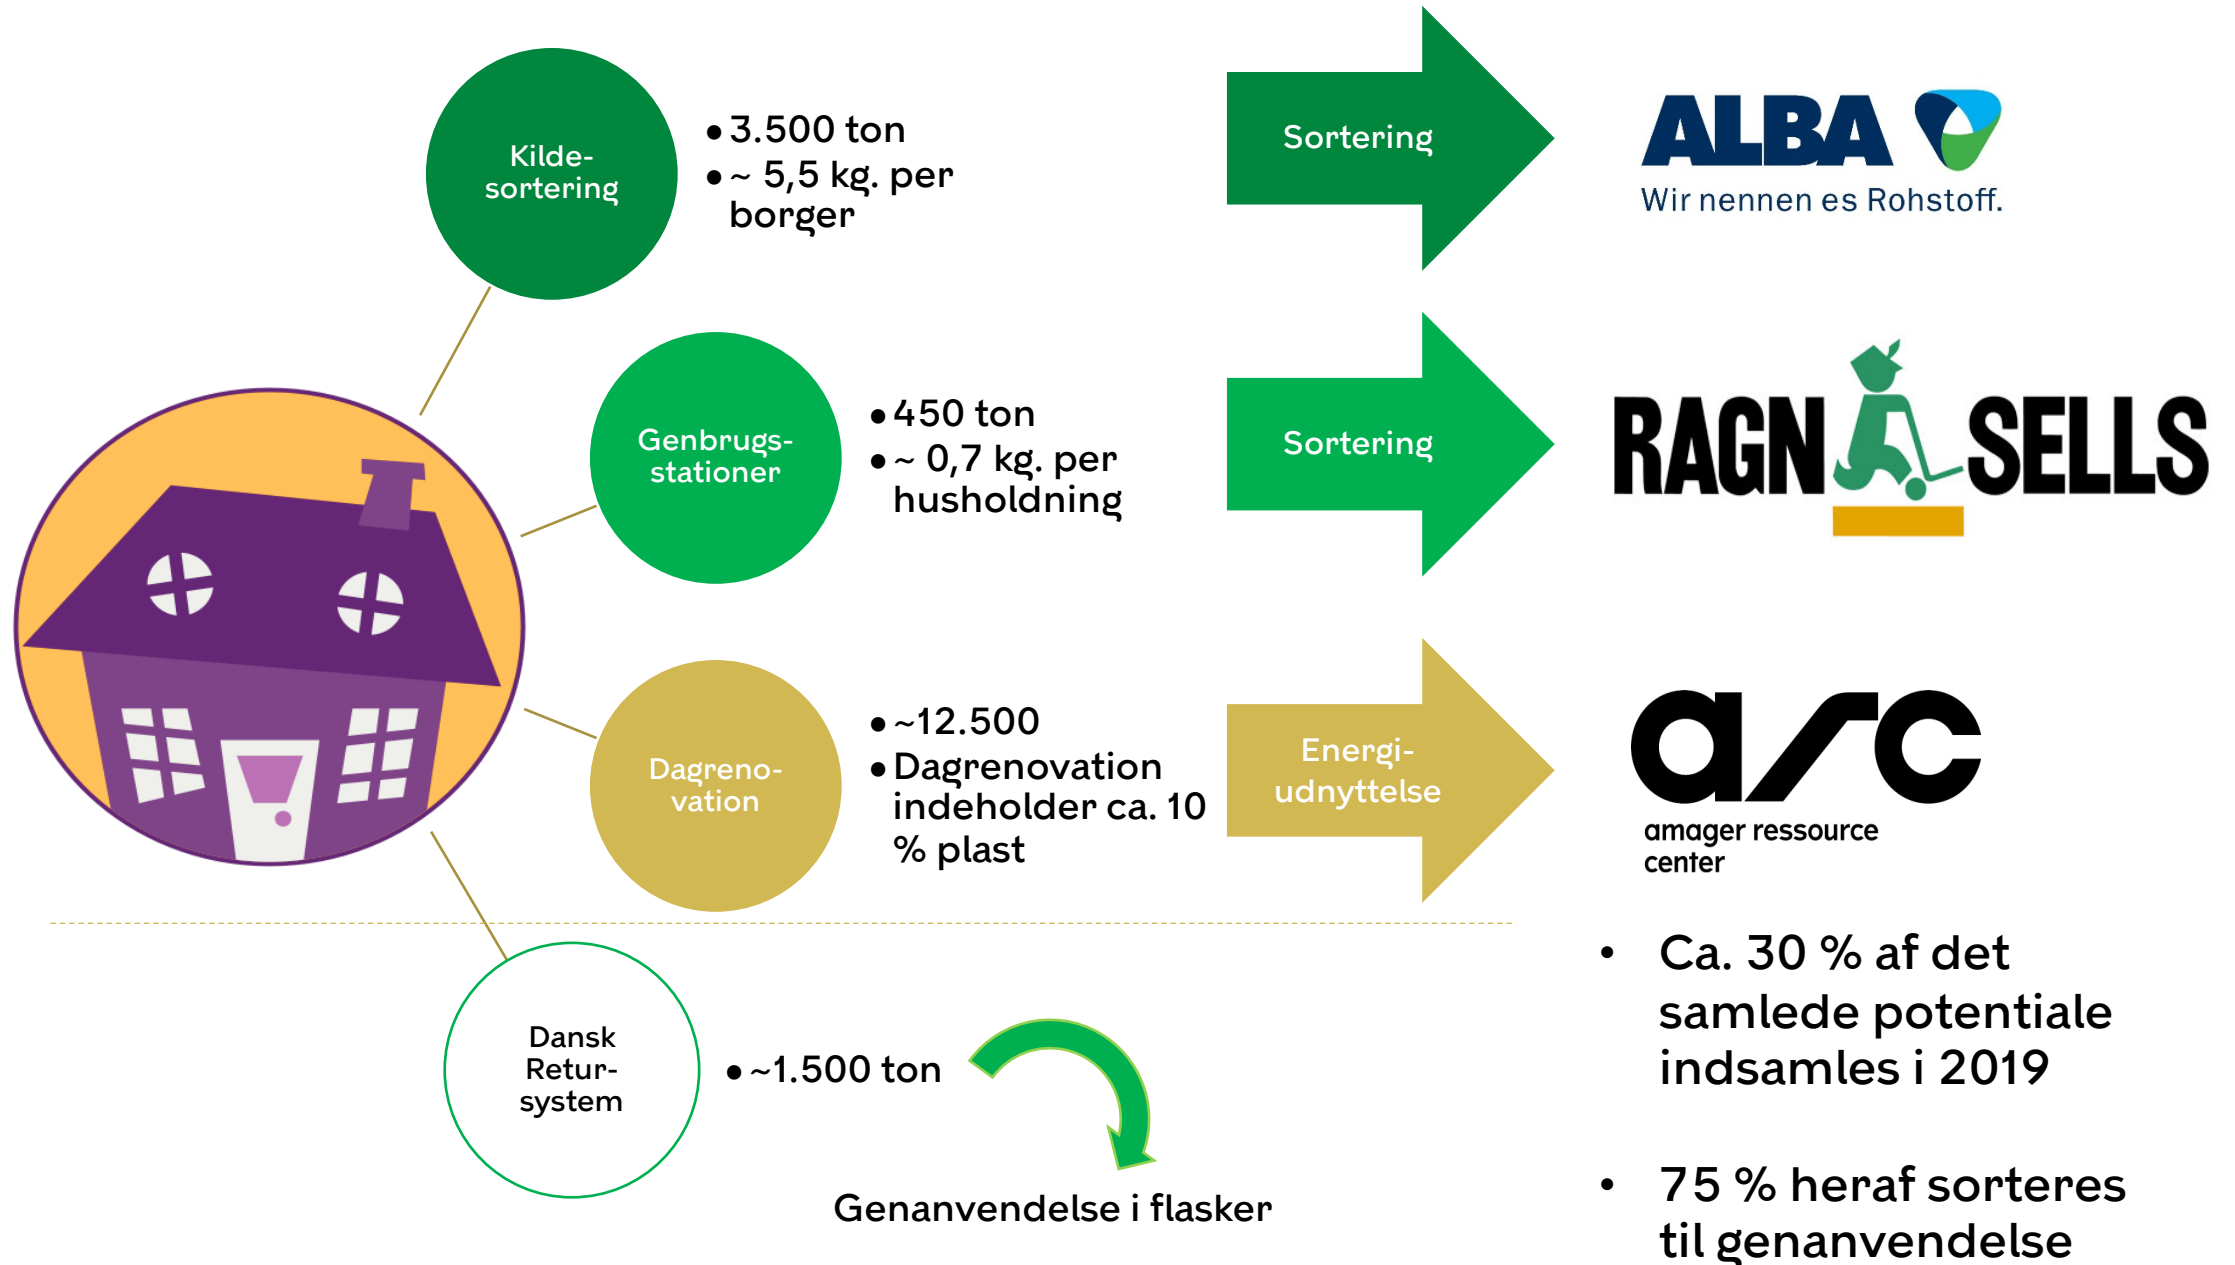 Kilde-
sortering
• 3.500 ton
• ~ 5,5 kg. per
borger
Sortering
ALBA
Wir nennen es Rohstoff.
Genbrugs-
stationer
• 450 ton
• ~ 0,7 kg. per
husholdning
Sortering
RAGN SELLS
Dagreno-
vation
• ~12.500
• Dagrenovation
indeholder ca. 10
% plast
Energi-
udnyttelse
arc
amager ressource
center
Dansk
Retur-
system
• ~1.500 ton
Genanvendelse i flasker
• Ca. 30 % af det
samlede potentiale
indsamles i 2019
• 75 % heraf sorteres
til genanvendelse